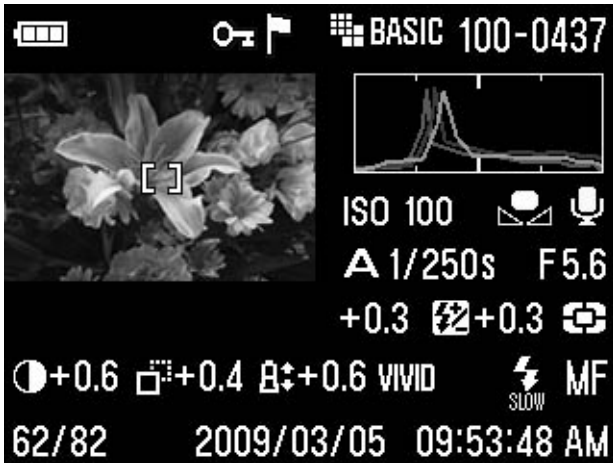 BASIC 100-0437
ISO 100
A 1/250s F5.6
+0.3 +0.3
+0.6 +0.4 +0.6 VIVID SLOW MF
62/82 2009/03/05 09:53:48 AM